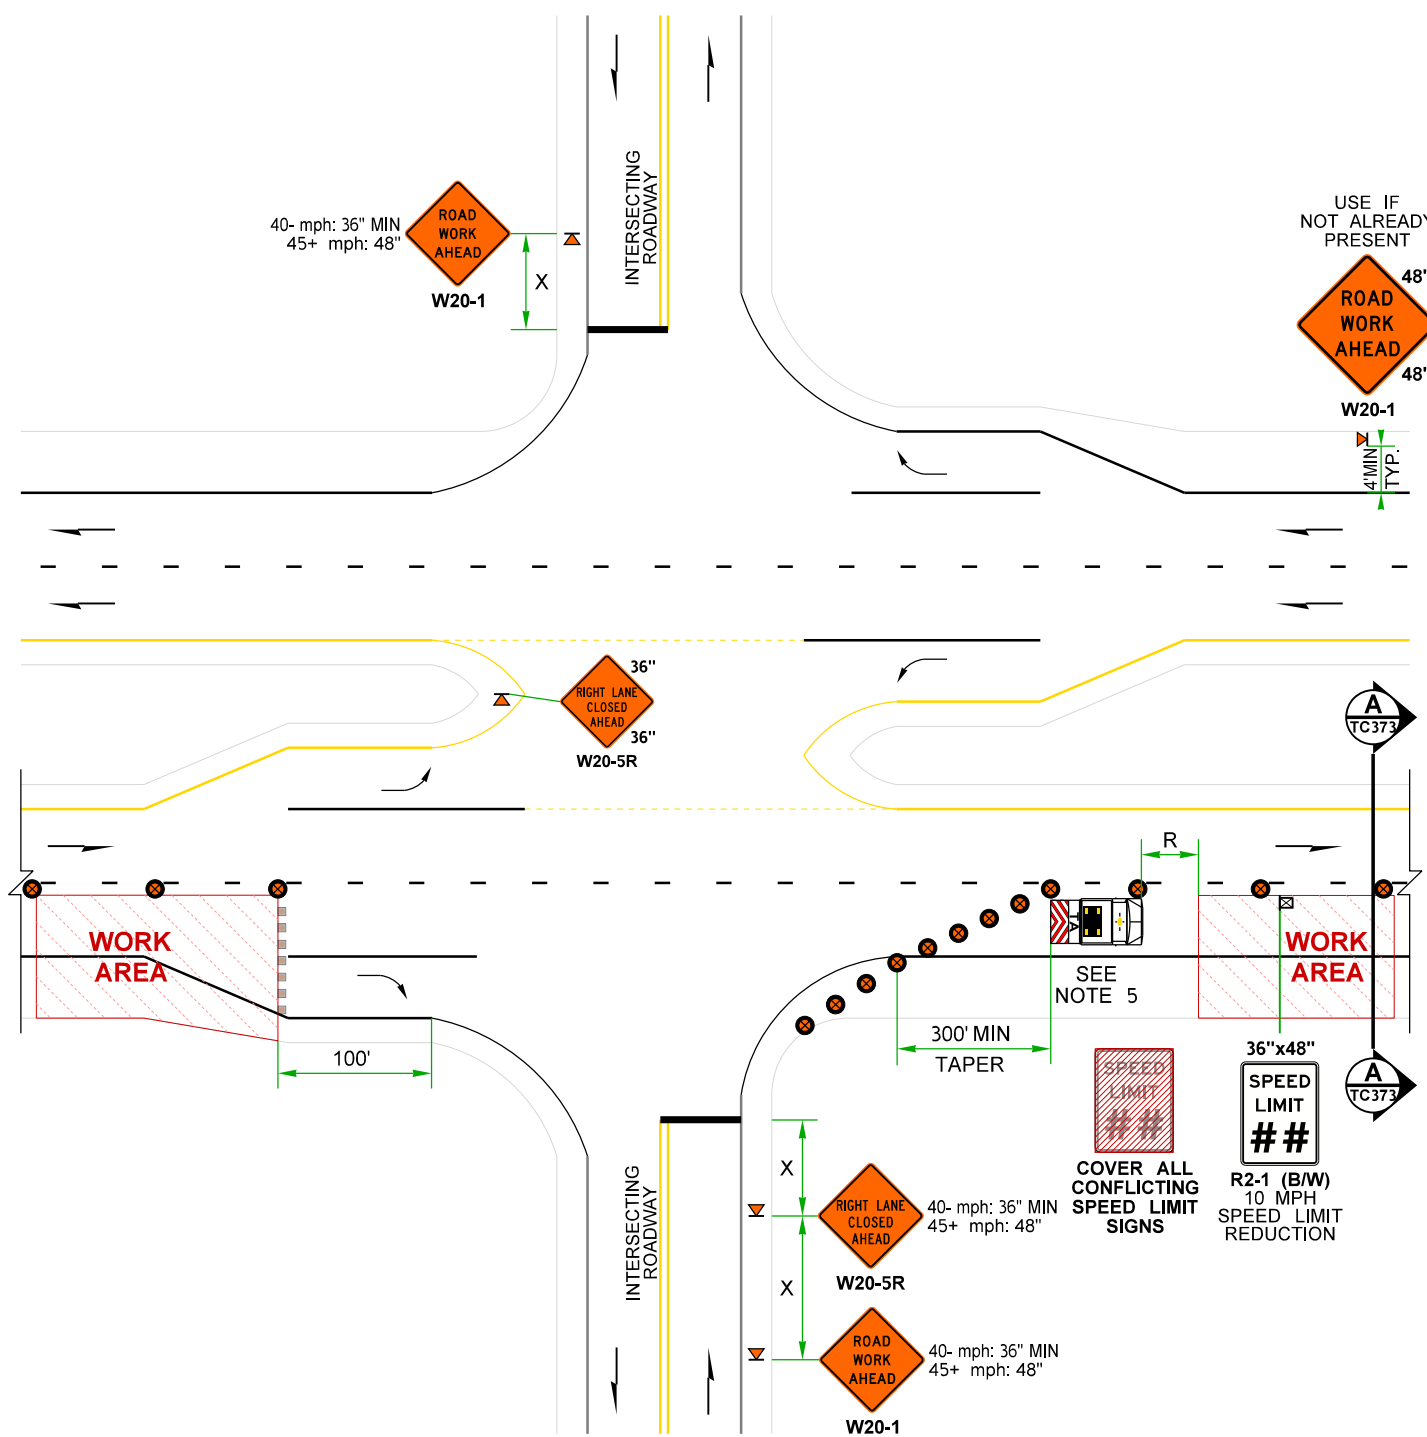 INTERSECTING
ROADWAY
40- mph: 36" MIN
45+ mph: 48"
ROAD
WORK
AHEAD
W20-1
X
USE IF
NOT ALREADY
PRESENT
48"
ROAD
WORK
AHEAD
48"
W20-1
4'MIN
TYP.
36"
RIGHT LANE
CLOSED
AHEAD
36"
W20-5R
A
TC373
R
WORK
AREA
SEE
NOTE 5
WORK
AREA
100'
300' MIN
TAPER
SPEED
LIMIT
##
COVER ALL
CONFLICTING
SPEED LIMIT
SIGNS
36"x48"
SPEED
LIMIT
##
R2-1 (B/W)
10 MPH
SPEED LIMIT
REDUCTION
A
TC373
INTERSECTING
ROADWAY
X
RIGHT LANE
CLOSED
AHEAD
40- mph: 36" MIN
45+ mph: 48"
W20-5R
X
ROAD
WORK
AHEAD
40- mph: 36" MIN
45+ mph: 48"
W20-1